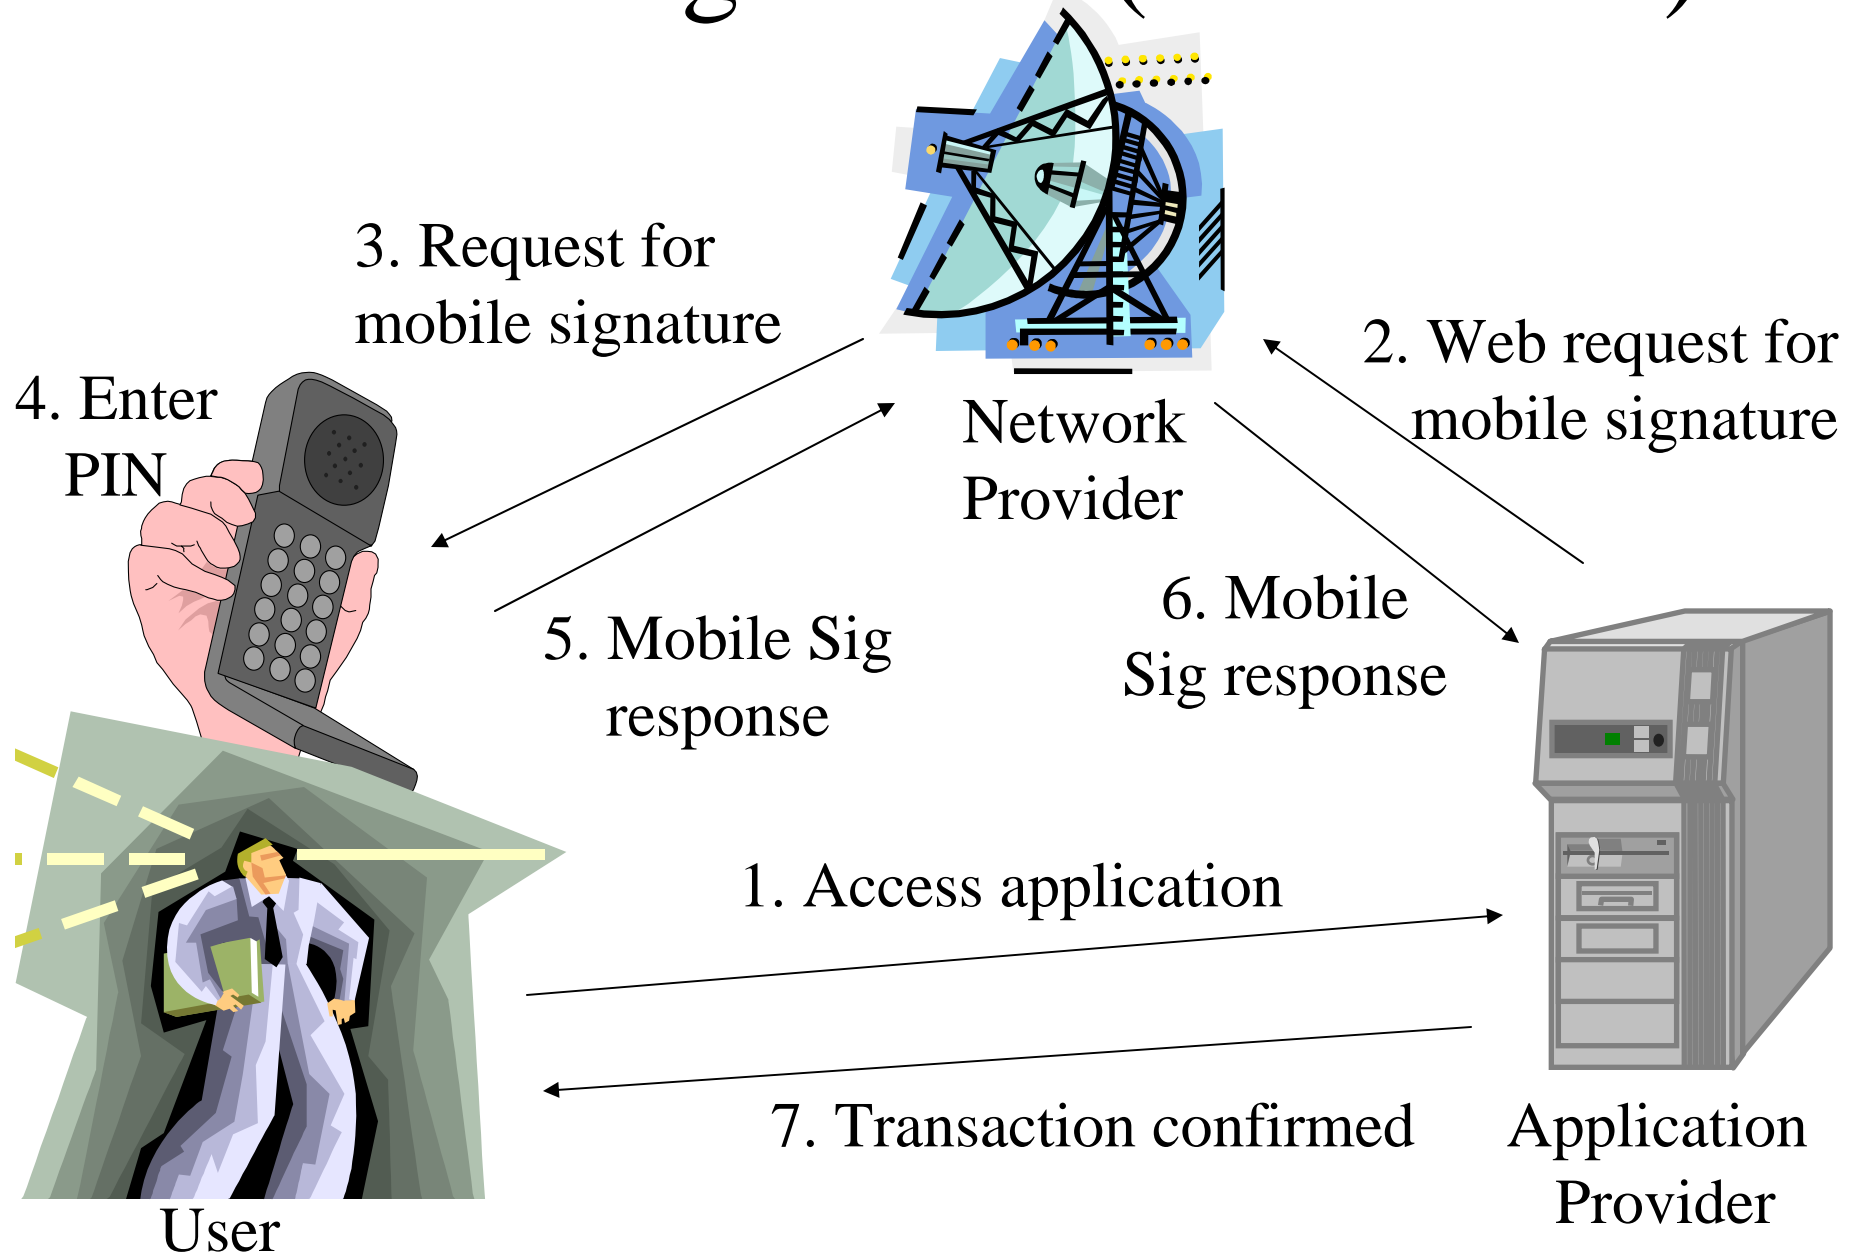 3. Request for
mobile signature
2. Web request for
mobile signature
4. Enter
PIN
Network
Provider
6. Mobile
Sig response
5. Mobile Sig
response
1. Access application
7. Transaction confirmed
Application
Provider
User